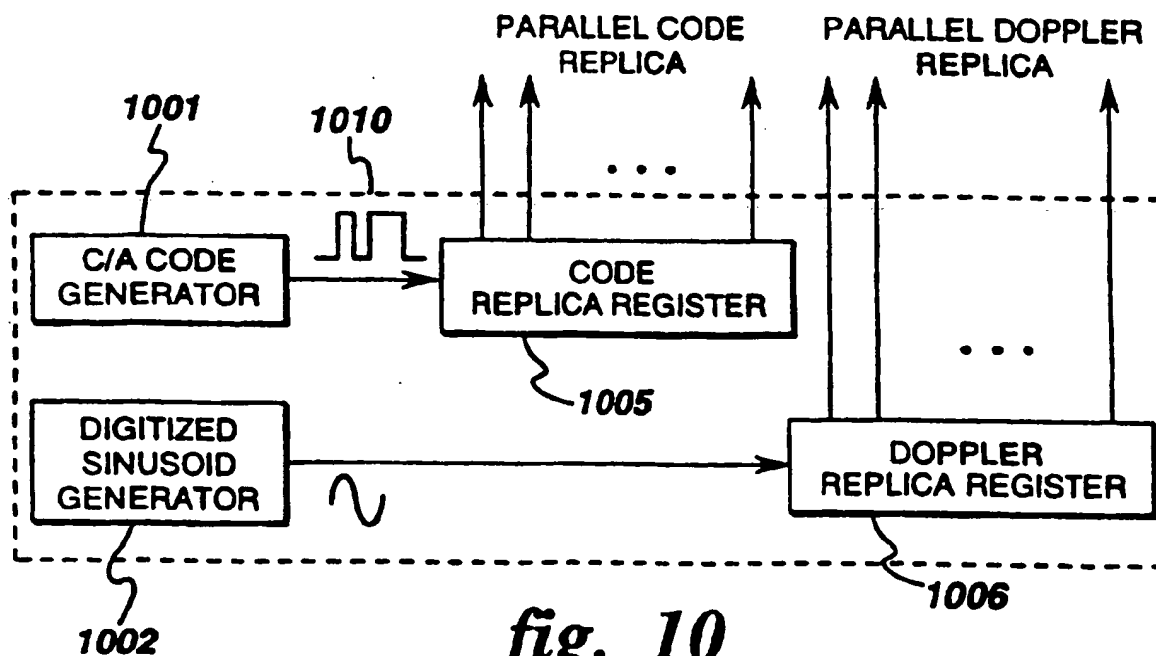 PARALLEL CODE
REPLICA
PARALLEL DOPPLER
REPLICA
1001
1010
C/A CODE
GENERATOR
CODE
REPLICA REGISTER
1005
DIGITIZED
SINUSOID
GENERATOR
DOPPLER
REPLICA REGISTER
1002
1006
fig. 10